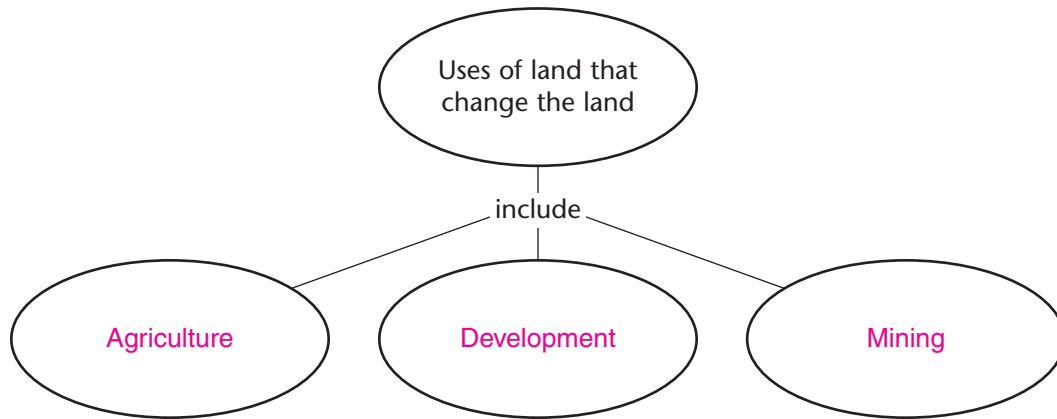 Uses of land that
change the land
include
Agriculture
Development
Mining